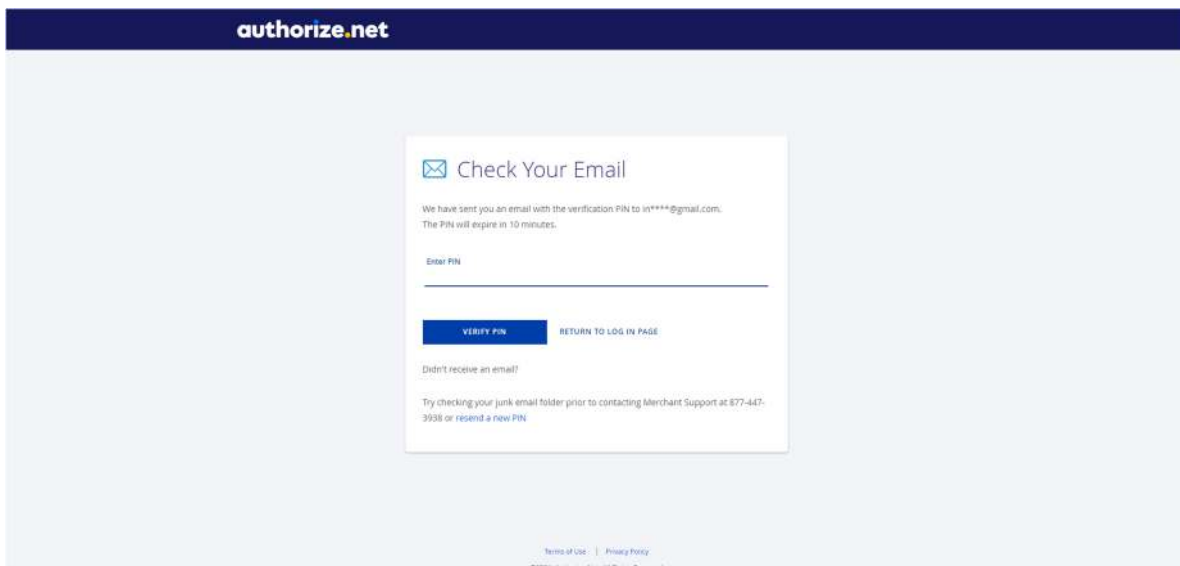 authorize.net
Check Your Email
We have sent you an email with the verification PIN to in****@gmail.com.
The PIN will expire in 10 minutes.
Enter PIN
VERIFY PIN RETURN TO LOG IN PAGE
Didn't receive an email?
Try checking your junk email folder prior to contacting Merchant Support at 877-447-
3938 or resend a new PIN
Terms of Use | Privacy Policy